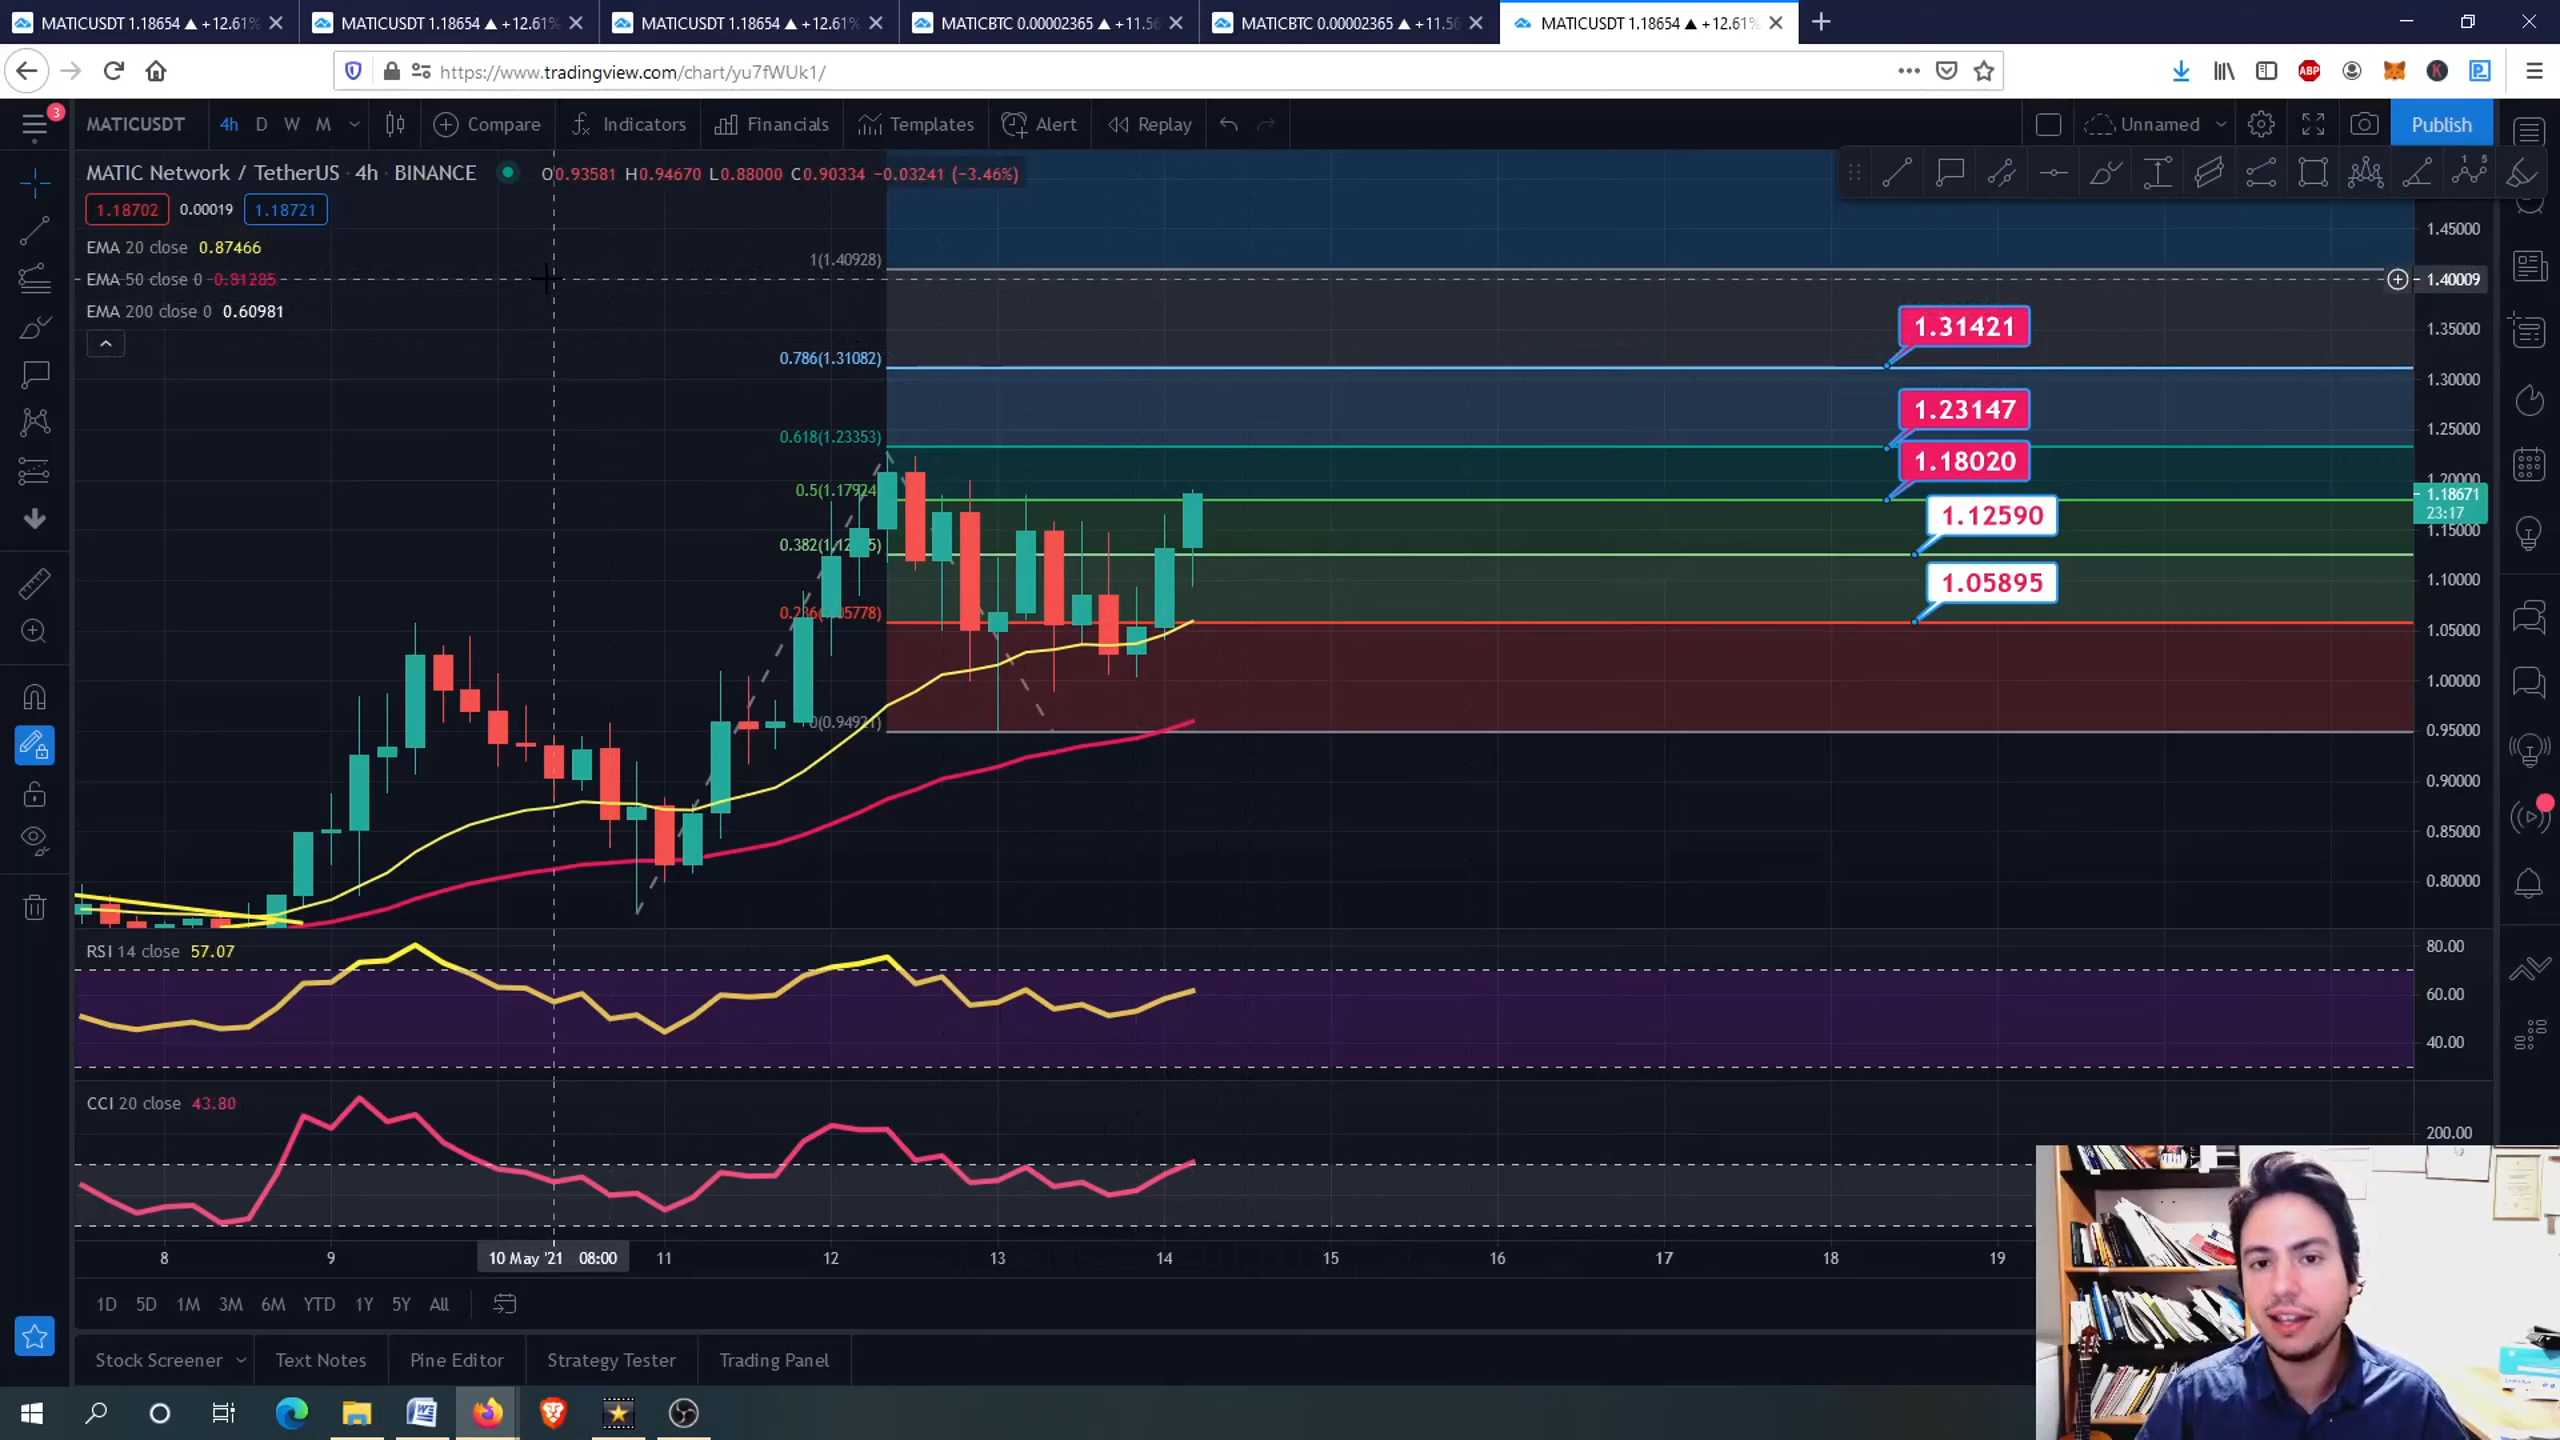 MATICUSDT 1.18654 ▲ +12.61%
MATICUSDT 1.18654 ▲ +12.61%
MATICUSDT 1.18654 ▲ +12.61%
MATICBTC 0.00002365 ▲ +11.56
MATICBTC 0.00002365 ▲ +11.56
MATICUSDT 1.18654 ▲ +12.61%
https://www.tradingview.com/chart/yu7fWUk1/
ABP
3
MATICUSDT 4h D W M Compare Indicators Financials Templates Alert Replay Unnamed Publish
MATIC Network / TetherUS · 4h · BINANCE O0.93581 H0.94670 L0.88000 C0.90334 −0.03241 (−3.46%)
1.18702 0.00019 1.18721
EMA 20 close 0.87466
EMA 50 close 0 0.81285
EMA 200 close 0 0.60981
1(1.40928)
0.786(1.31082)
0.618(1.23353)
0.5(1.17924
0(0.94921)
1.31421
1.23147
1.18020
1.12590
1.05895
1.45000
1.40009
1.35000
1.30000
1.25000
1.20000
1.18671
23:17
1.15000
1.10000
1.05000
1.00000
0.95000
0.90000
0.85000
0.80000
RSI 14 close 57.07
80.00
60.00
40.00
CCI 20 close 43.80
200.00
8 9 10 May '21 08:00 11 12 13 14 15 16 17 18 19
1D 5D 1M 3M 6M YTD 1Y 5Y All
Stock Screener Text Notes Pine Editor Strategy Tester Trading Panel